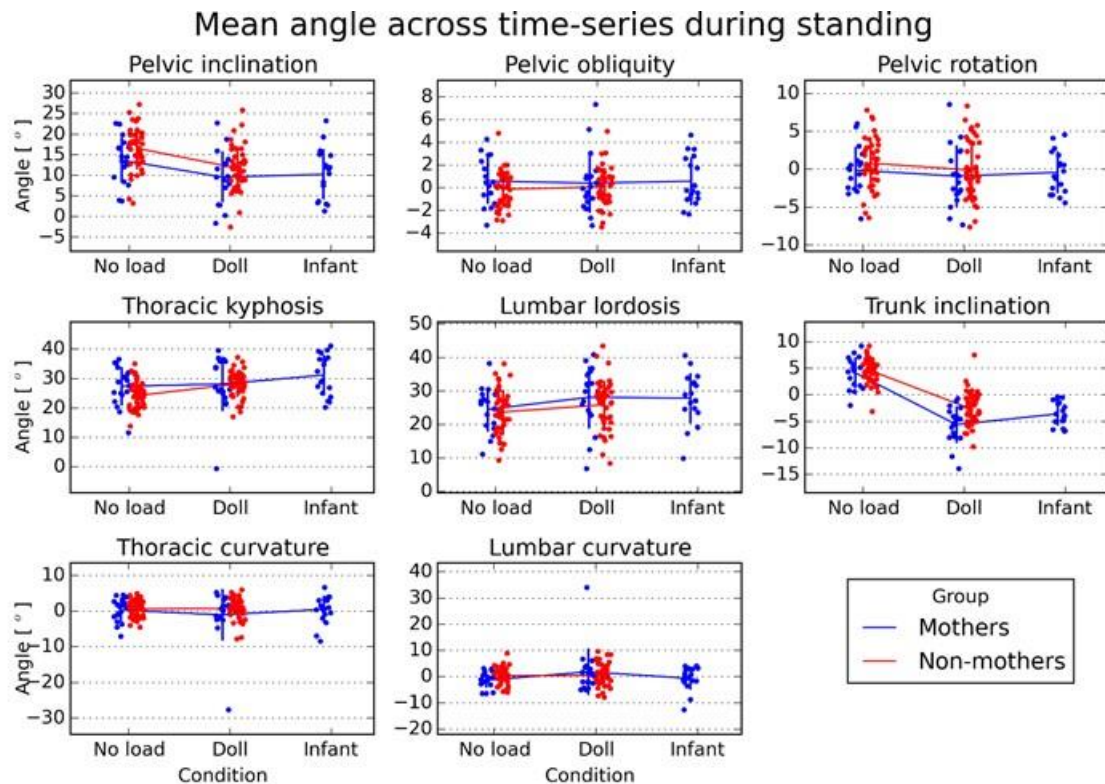 Mean angle across time-series during standing
Pelvic inclination
Angle [ ° ]
30
25
20
15
10
5
0
−5
No load Doll Infant
Pelvic obliquity
8
6
4
2
0
−2
−4
No load Doll Infant
Pelvic rotation
10
5
0
−5
−10
No load Doll Infant
Thoracic kyphosis
40
30
20
10
0
No load Doll Infant
Lumbar lordosis
50
40
30
20
10
0
No load Doll Infant
Trunk inclination
10
5
0
−5
−10
−15
No load Doll Infant
Thoracic curvature
Angle [ ° ]
10
0
−10
−20
−30
No load Doll Infant
Condition
Lumbar curvature
40
30
20
10
0
−10
−20
No load Doll Infant
Condition
Group
Mothers
Non-mothers